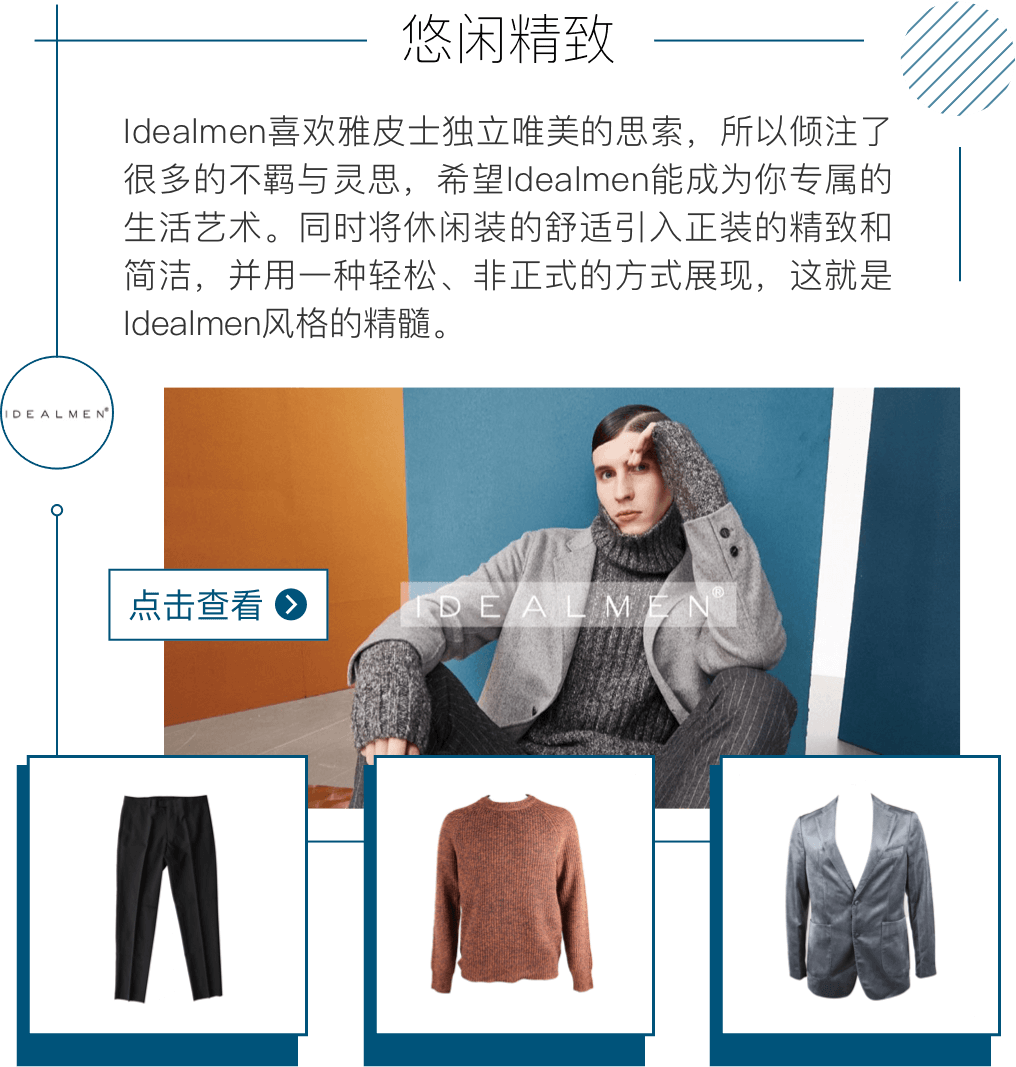 悠闲精致
Idealmen喜欢雅皮士独立唯美的思索，所以倾注了
很多的不羁与灵思，希望Idealmen能成为你专属的
生活艺术。同时将休闲装的舒适引入正装的精致和
简洁，并用一种轻松、非正式的方式展现，这就是
Idealmen风格的精髓。
IDEALMEN®
点击查看
IDEALMEN®